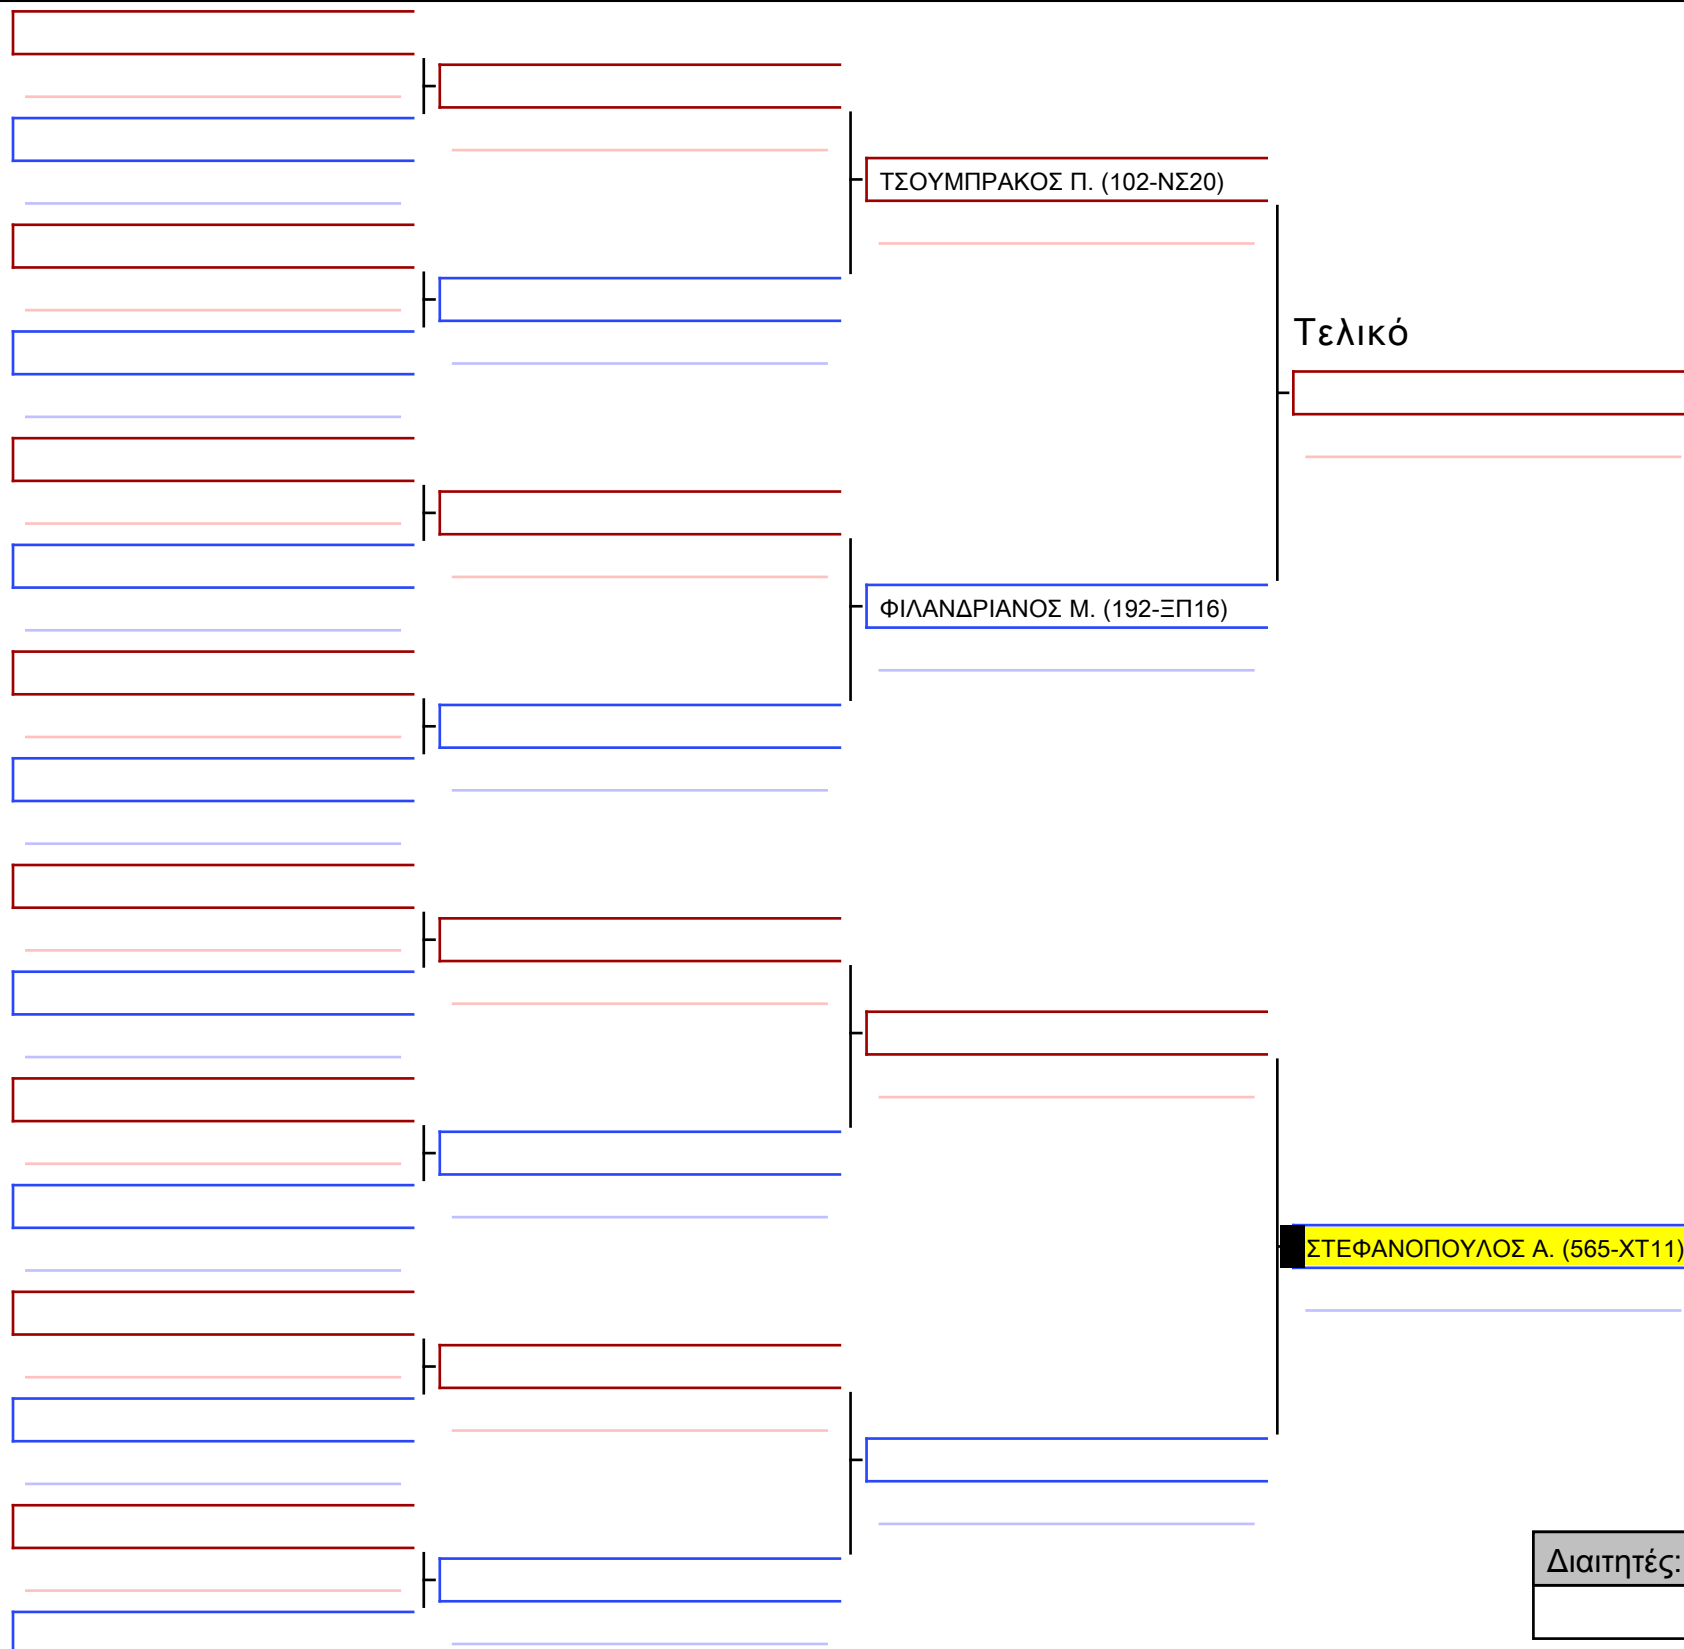 ΤΣΟΥΜΠΡΑΚΟΣ Π. (102-ΝΣ20)
Τελικό
ΦΙΛΑΝΔΡΙΑΝΟΣ Μ. (192-ΞΠ16)
ΣΤΕΦΑΝΟΠΟΥΛΟΣ Α. (565-ΧΤ11)
Διαιτητές: